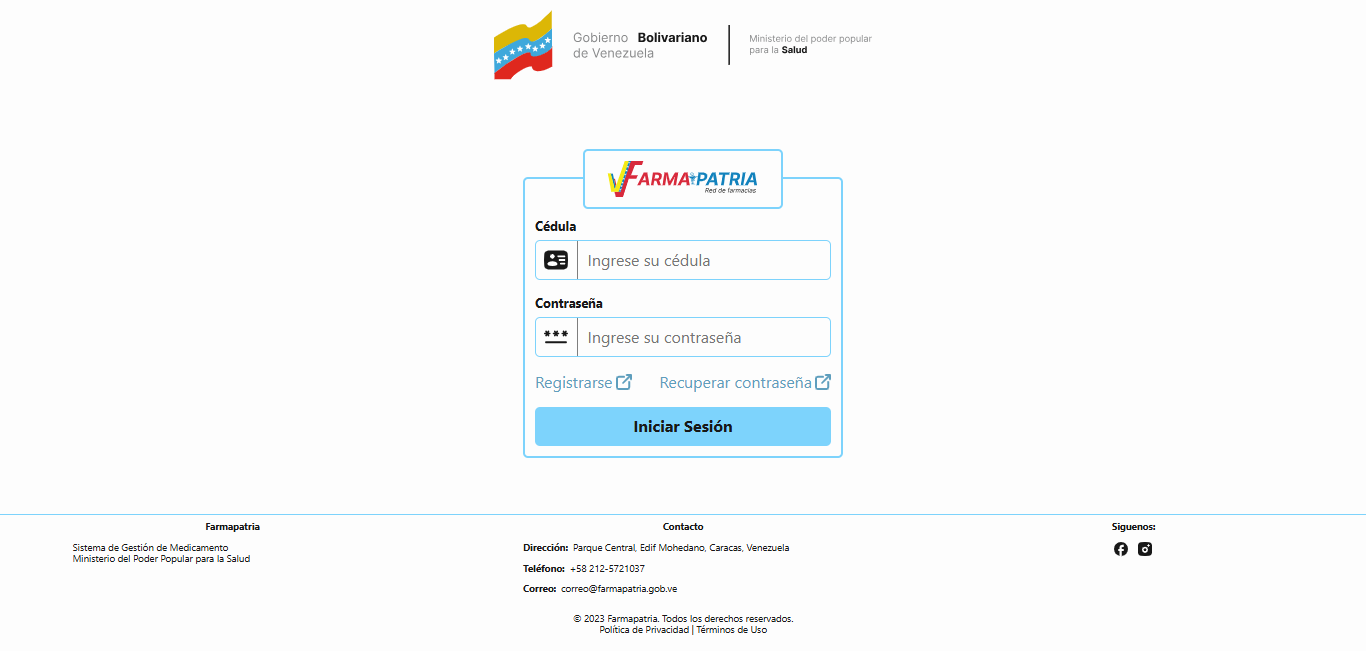 Gobierno Bolivariano
de Venezuela
Ministerio del poder popular
para la Salud
FARMAPATRIA
Red de farmacias
Cédula
Ingrese su cédula
Contraseña
Ingrese su contraseña
Registrarse
Recuperar contraseña
Iniciar Sesión
Farmapatria
Sistema de Gestión de Medicamento
Ministerio del Poder Popular para la Salud
Contacto
Dirección: Parque Central, Edif Mohedano, Caracas, Venezuela
Teléfono: +58 212-5721037
Correo: correo@farmapatria.gob.ve
Siguenos:
© 2023 Farmapatria. Todos los derechos reservados.
Política de Privacidad | Términos de Uso